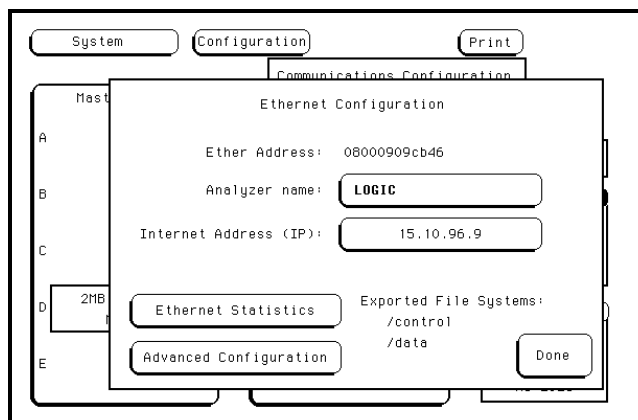 System
Configuration
Print
Communications Configuration
Mast
Ethernet Configuration
A
Ether Address: 08000909cb46
B
Analyzer name: LOGIC
Internet Address (IP): 15.10.96.9
C
D
2MB
Ethernet Statistics
Exported File Systems:
/control
/data
Advanced Configuration
Done
E